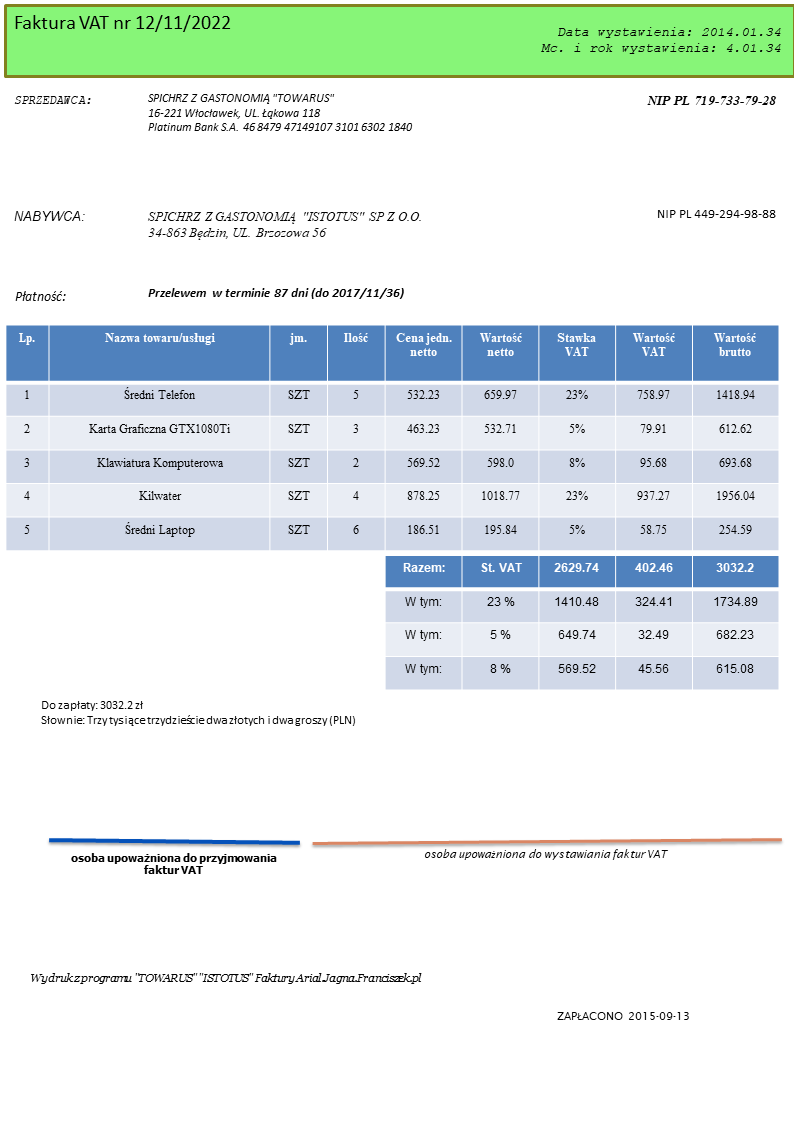 Faktura VAT nr 12/11/2022
Data wystawienia: 2014.01.34
Mc. i rok wystawienia: 4.01.34
SPRZEDAWCA:
SPICHRZ Z GASTONOMIĄ "TOWARUS"
16-221 Włocławek, UL. Łąkowa 118
Platinum Bank S.A. 46 8479 47149107 3101 6302 1840
NIP PL 719-733-79-28
NABYWCA:
SPICHRZ Z GASTONOMIĄ "ISTOTUS" SP Z O.O.
34-863 Będzin, UL. Brzozowa 56
NIP PL 449-294-98-88
Płatność:
Przelewem w terminie 87 dni (do 2017/11/36)
Lp. Nazwa towaru/usługi jm. Ilość Cena jedn. netto Wartość netto Stawka VAT Wartość VAT Wartość brutto
1 Średni Telefon SZT 5 532.23 659.97 23% 758.97 1418.94
2 Karta Graficzna GTX1080Ti SZT 3 463.23 532.71 5% 79.91 612.62
3 Klawiatura Komputerowa SZT 2 569.52 598.0 8% 95.68 693.68
4 Kilwater SZT 4 878.25 1018.77 23% 937.27 1956.04
5 Średni Laptop SZT 6 186.51 195.84 5% 58.75 254.59
Razem: St. VAT 2629.74 402.46 3032.2
W tym: 23 % 1410.48 324.41 1734.89
W tym: 5 % 649.74 32.49 682.23
W tym: 8 % 569.52 45.56 615.08
Do zapłaty: 3032.2 zł
Słownie: Trzy tysiące trzydzieście dwa złotych i dwa groszy (PLN)
osoba upoważniona do przyjmowania
faktur VAT
osoba upoważniona do wystawiania faktur VAT
Wydruk z programu "TOWARUS" "ISTOTUS" Faktury Arial.Jagna.Franciszek.pl
ZAPŁACONO 2015-09-13